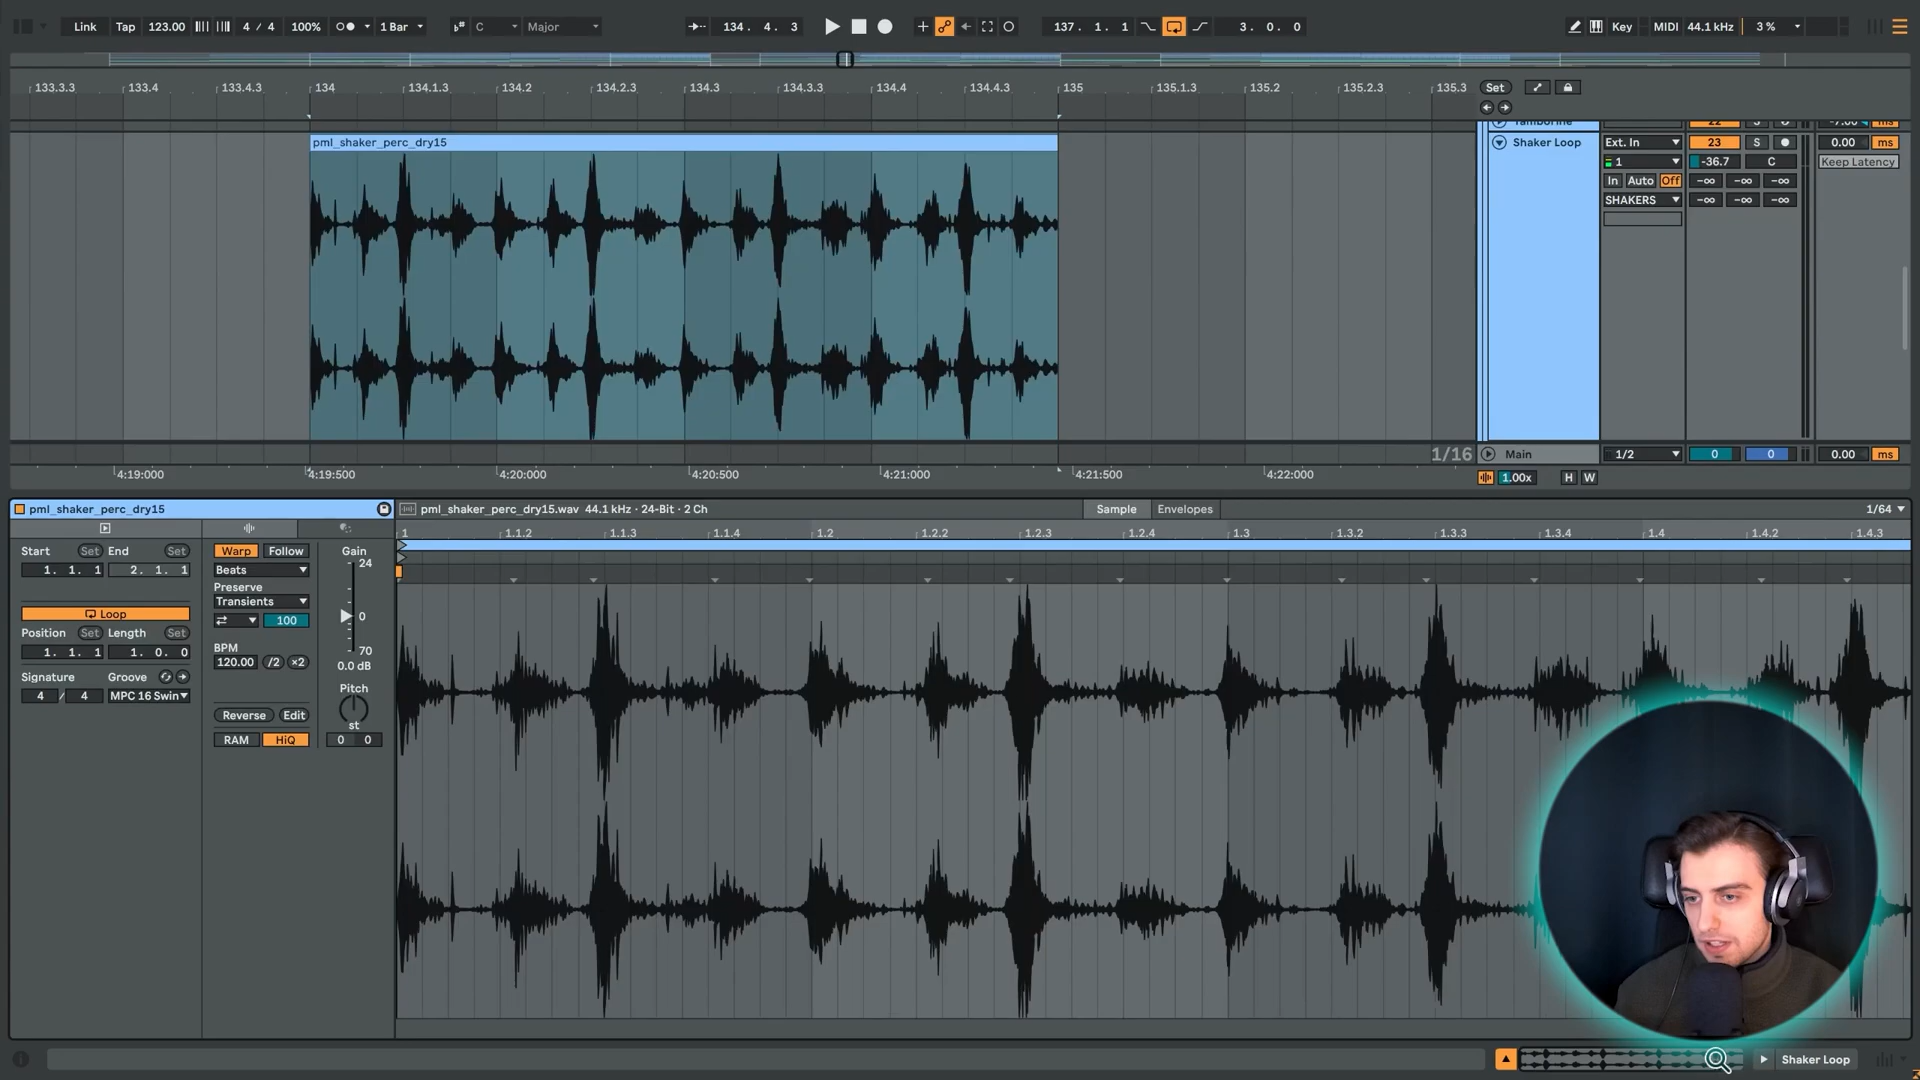 Link Tap 123.00 4 / 4 100% 1 Bar C Major 134. 4. 3 137. 1. 1 3. 0. 0 Key MIDI 44.1 kHz 3 %
133.3.3 133.4 133.4.3 134 134.1.3 134.2 134.2.3 134.3 134.3.3 134.4 134.4.3 135 135.1.3 135.2 135.2.3 135.3 Set
Tamborine 22 S -7.00 ms
pml_shaker_perc_dry15 Shaker Loop Ext. In 23 S 0.00 ms
1 -36.7 C Keep Latency
In Auto Off -∞ -∞ -∞
SHAKERS -∞ -∞ -∞
1/16 Main 1/2 0 0 0.00 ms
4:19:000 4:19:500 4:20:000 4:20:500 4:21:000 4:21:500 4:22:000 1.00x H W
pml_shaker_perc_dry15 pml_shaker_perc_dry15.wav 44.1 kHz · 24-Bit · 2 Ch Sample Envelopes 1/64
1 1.1.2 1.1.3 1.1.4 1.2 1.2.2 1.2.3 1.2.4 1.3 1.3.2 1.3.3 1.3.4 1.4 1.4.2 1.4.3
Start Set End Set Warp Follow Gain
1. 1. 1 2. 1. 1 Beats 24
Preserve
Transients
Loop 100 0
Position Set Length Set BPM 70
1. 1. 1 1. 0. 0 120.00 /2 ×2 0.0 dB
Signature Groove Pitch
4 / 4 MPC 16 Swin
Reverse Edit st
RAM HiQ 0 0
Shaker Loop